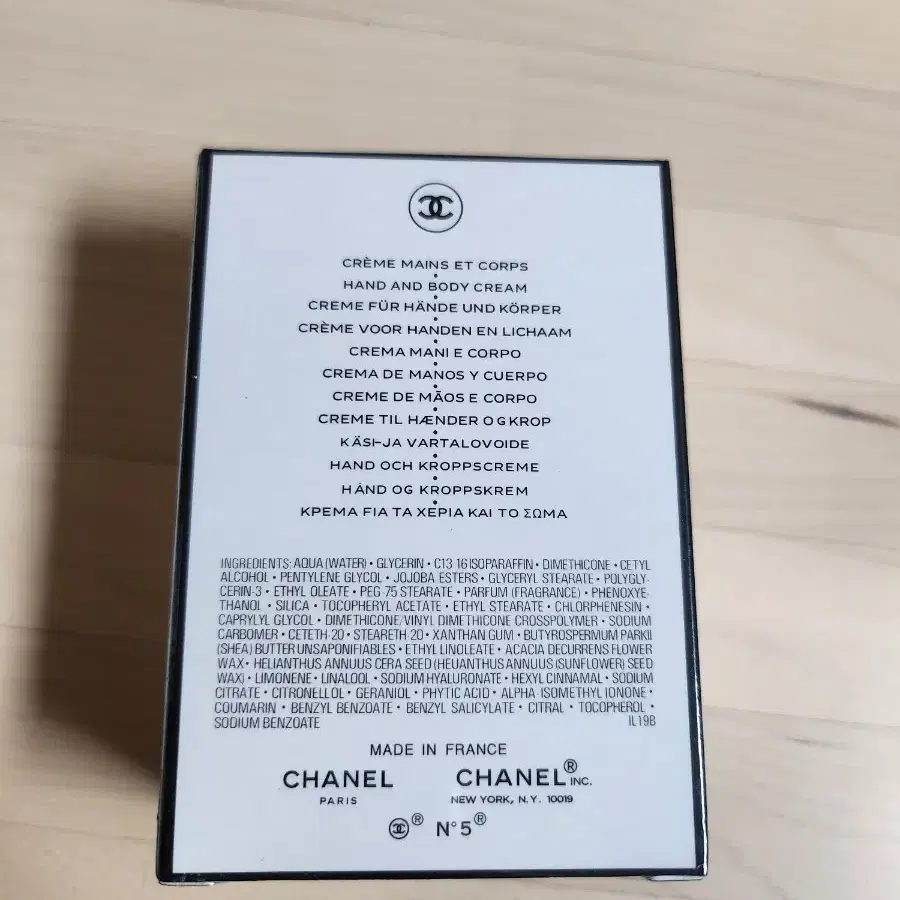 CRÈME MAINS ET CORPS
HAND AND BODY CREAM
CREME FÜR HÄNDE UND KÖRPER
CRÈME VOOR HANDEN EN LICHAAM
CREMA MANI E CORPO
CREMA DE MANOS Y CUERPO
CREME DE MÃOS E CORPO
CREME TIL HÆNDER OG KROP
KÄSI-JA VARTALOVOIDE
HAND OCH KROPPSCREME
HÅND OG KROPPSKREM
ΚΡΕΜΑ ΓΙΑ ΤΑ ΧΕΡΙΑ ΚΑΙ ΤΟ ΣΩΜΑ
INGREDIENTS: AQUA (WATER) • GLYCERIN • C13 16 ISOPARAFFIN • DIMETHICONE • CETYL
ALCOHOL • PENTYLENE GLYCOL • JOJOBA ESTERS • GLYCERYL STEARATE • POLYGLY-
CERIN-3 • ETHYL OLEATE • PEG 75 STEARATE • PARFUM (FRAGRANCE) • PHENOXYE-
THANOL • SILICA • TOCOPHERYL ACETATE • ETHYL STEARATE • CHLORPHENESIN •
CAPRYLYL GLYCOL • DIMETHICONE/VINYL DIMETHICONE CROSSPOLYMER • SODIUM
CARBOMER • CETETH 20 • STEARETH 20 • XANTHAN GUM • BUTYROSPERMUM PARKII
(SHEA) BUTTER UNSAPONIFIABLES • ETHYL LINOLEATE • ACACIA DECURRENS FLOWER
WAX • HELIANTHUS ANNUUS CERA SEED (HEUANTHUS ANNUUS (SUNFLOWER) SEED
WAX) • LIMONENE • LINALOOL • SODIUM HYALURONATE • HEXYL CINNAMAL • SODIUM
CITRATE • CITRONELLOL • GERANIOL • PHYTIC ACID • ALPHA ISOMETHYL IONONE •
COUMARIN • BENZYL BENZOATE • BENZYL SALICYLATE • CITRAL • TOCOPHEROL •
SODIUM BENZOATE IL19B
MADE IN FRANCE
CHANEL CHANEL® INC.
PARIS NEW YORK, N.Y. 10019
® N°5®